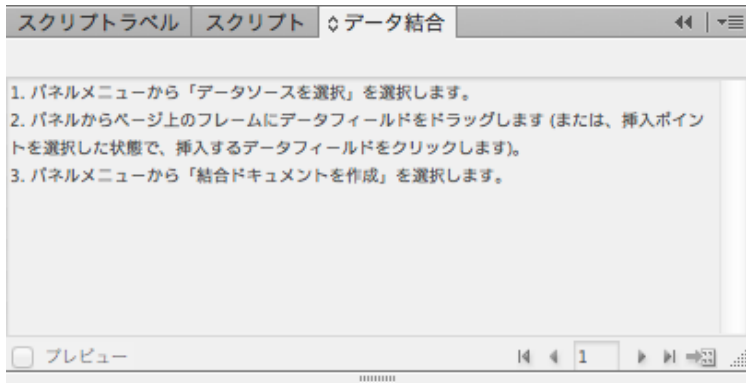 スクリプトラベル スクリプト データ結合
1. パネルメニューから「データソースを選択」を選択します。
2. パネルからページ上のフレームにデータフィールドをドラッグします (または、挿入ポイン
トを選択した状態で、挿入するデータフィールドをクリックします)。
3. パネルメニューから「結合ドキュメントを作成」を選択します。
プレビュー 1